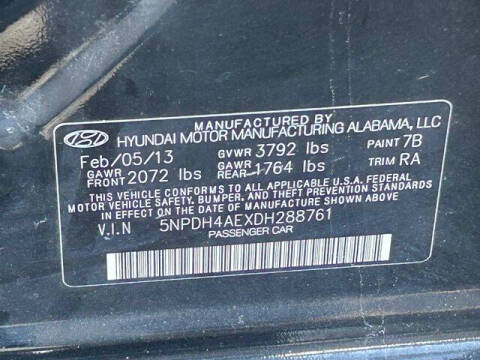 MANUFACTURED BY
HYUNDAI MOTOR MANUFACTURING ALABAMA, LLC
Feb/05/13 GVWR 3792 lbs PAINT 7B
GAWR FRONT 2072 lbs GAWR REAR 1764 lbs TRIM RA
THIS VEHICLE CONFORMS TO ALL APPLICABLE U.S.A. FEDERAL
MOTOR VEHICLE SAFETY, BUMPER, AND THEFT PREVENTION STANDARDS
IN EFFECT ON THE DATE OF MANUFACTURE SHOWN ABOVE.
V.I.N 5NPDH4AEXDH288761
PASSENGER CAR